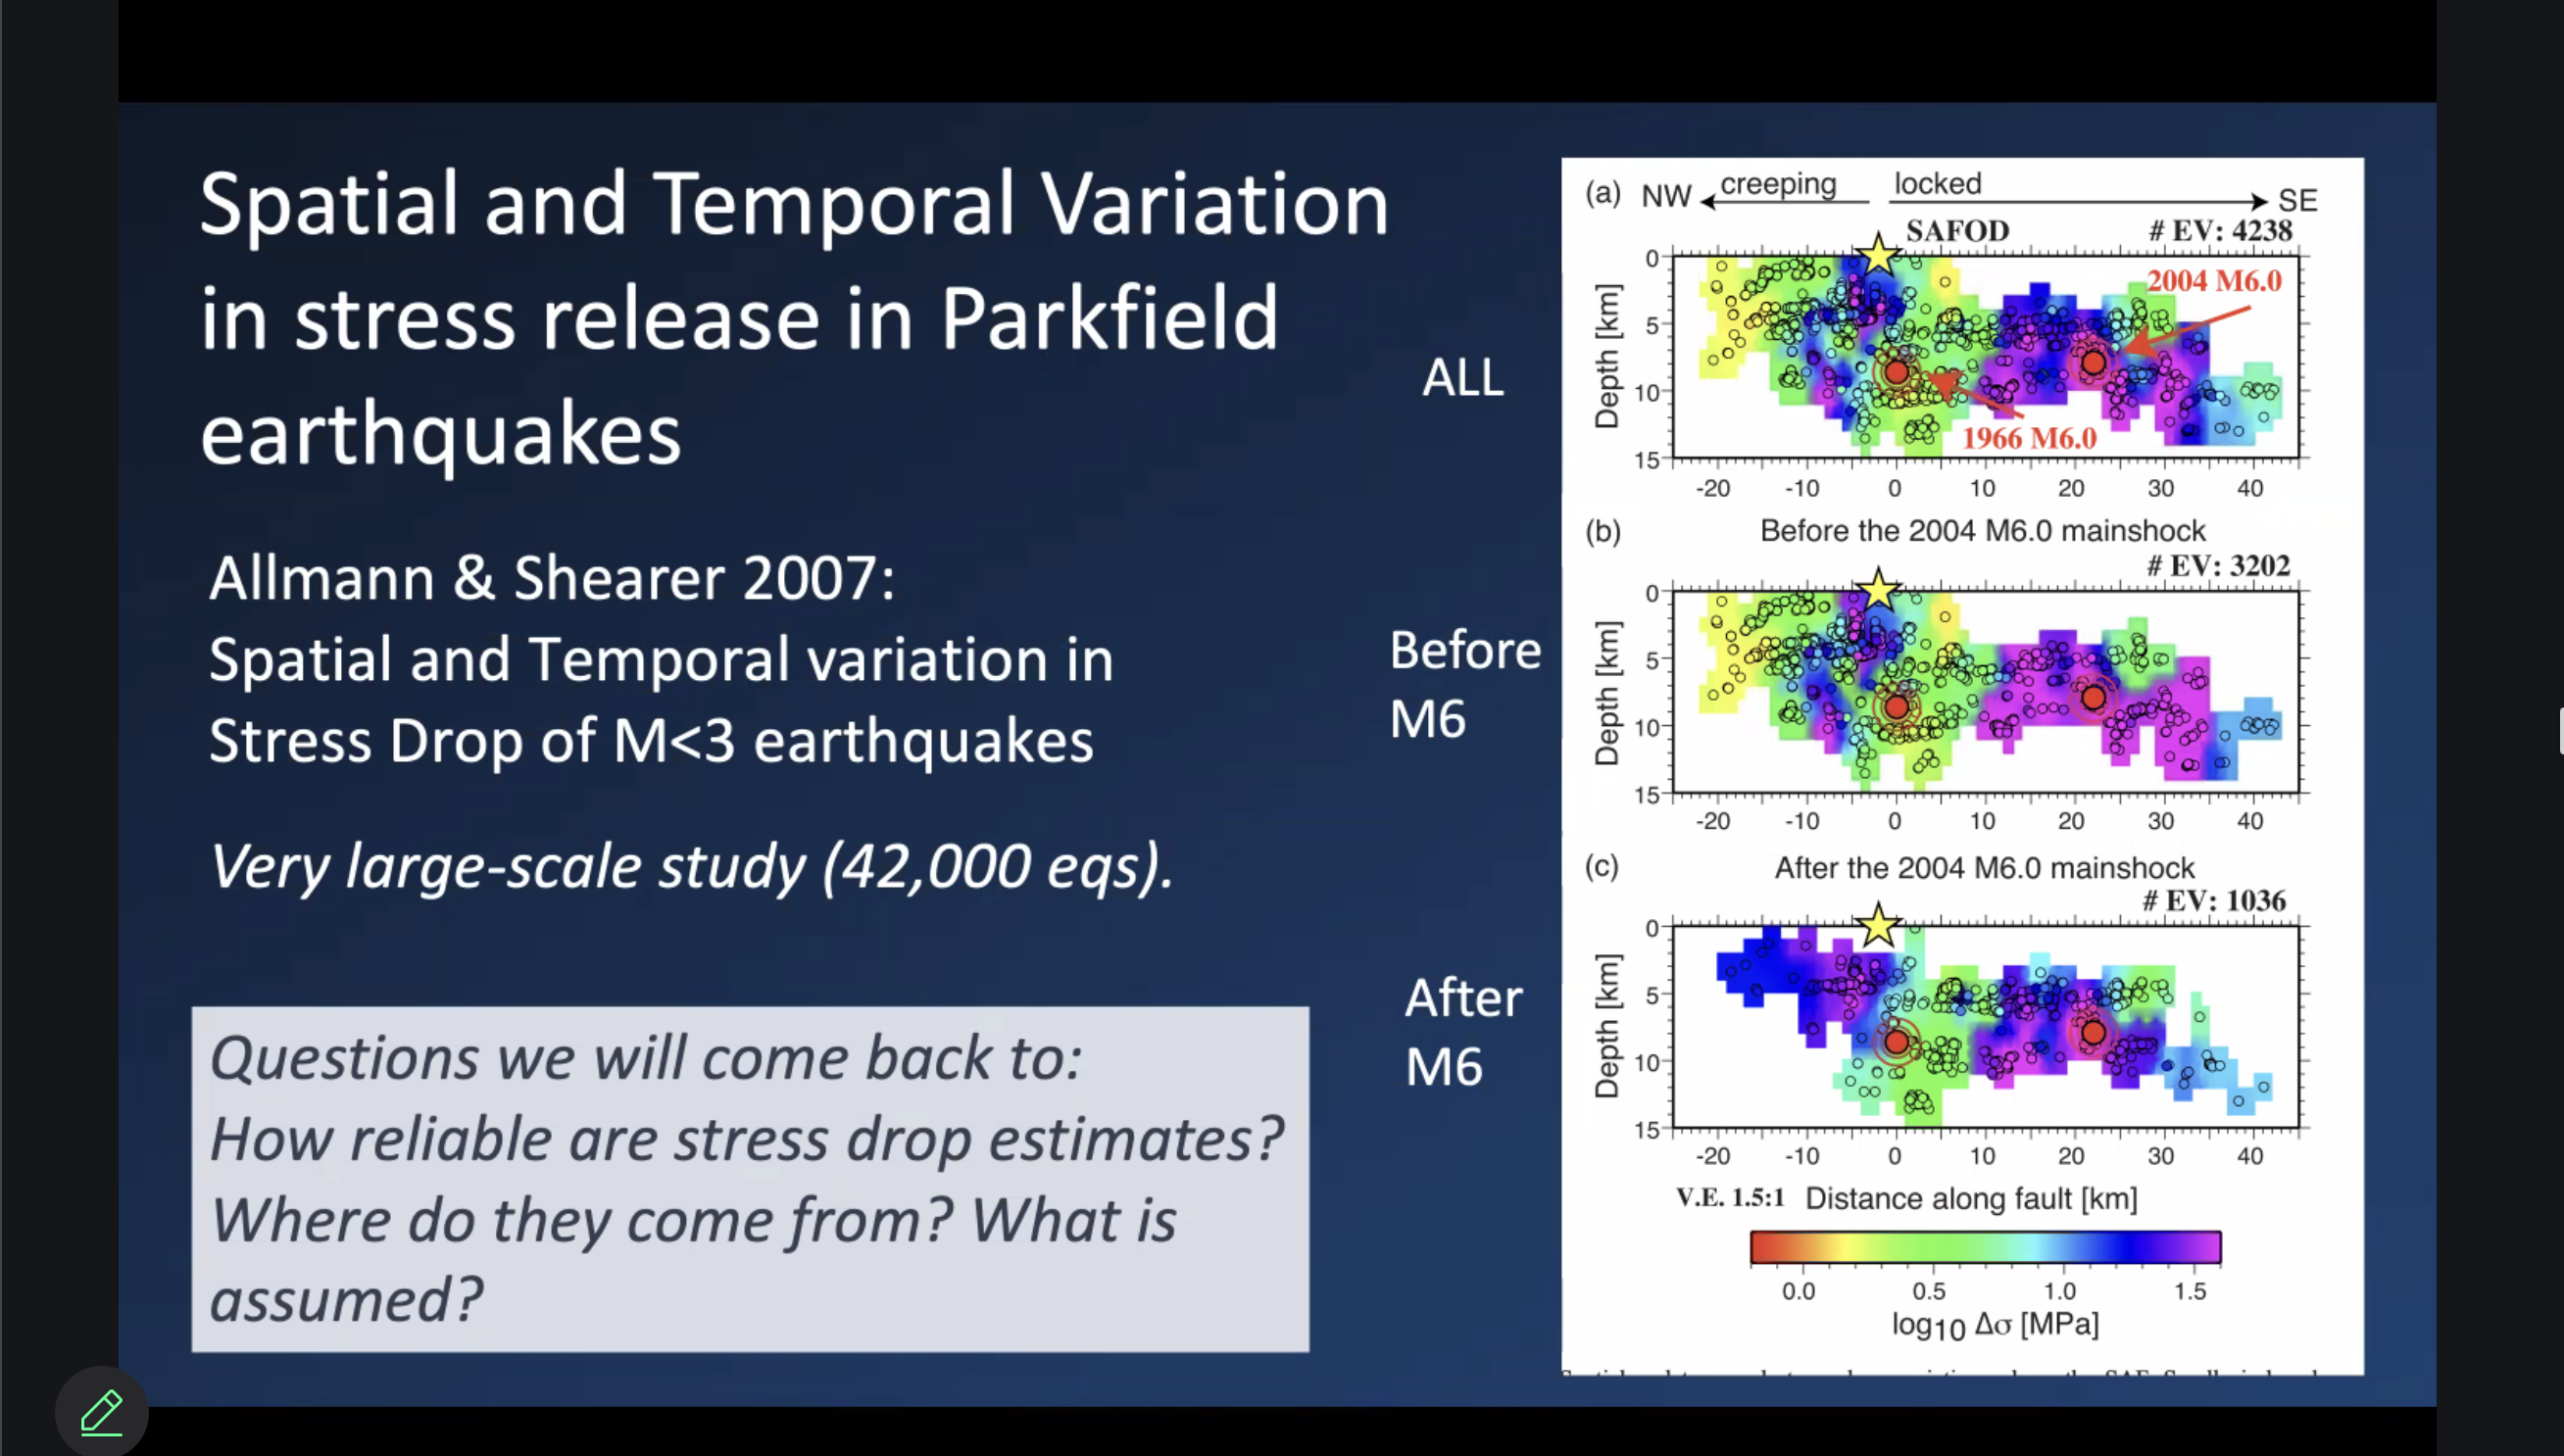 Spatial and Temporal Variation
in stress release in Parkfield
earthquakes
Allmann & Shearer 2007:
Spatial and Temporal variation in
Stress Drop of M<3 earthquakes
Very large-scale study (42,000 eqs).
Questions we will come back to:
How reliable are stress drop estimates?
Where do they come from? What is
assumed?
ALL
Before
M6
After
M6
(a) NW creeping locked SE
SAFOD # EV: 4238
2004 M6.0
1966 M6.0
Depth [km]
0
5
10
15
-20 -10 0 10 20 30 40
(b) Before the 2004 M6.0 mainshock
# EV: 3202
Depth [km]
0
5
10
15
-20 -10 0 10 20 30 40
(c) After the 2004 M6.0 mainshock
# EV: 1036
Depth [km]
0
5
10
15
-20 -10 0 10 20 30 40
V.E. 1.5:1 Distance along fault [km]
0.0 0.5 1.0 1.5
log10 Δσ [MPa]